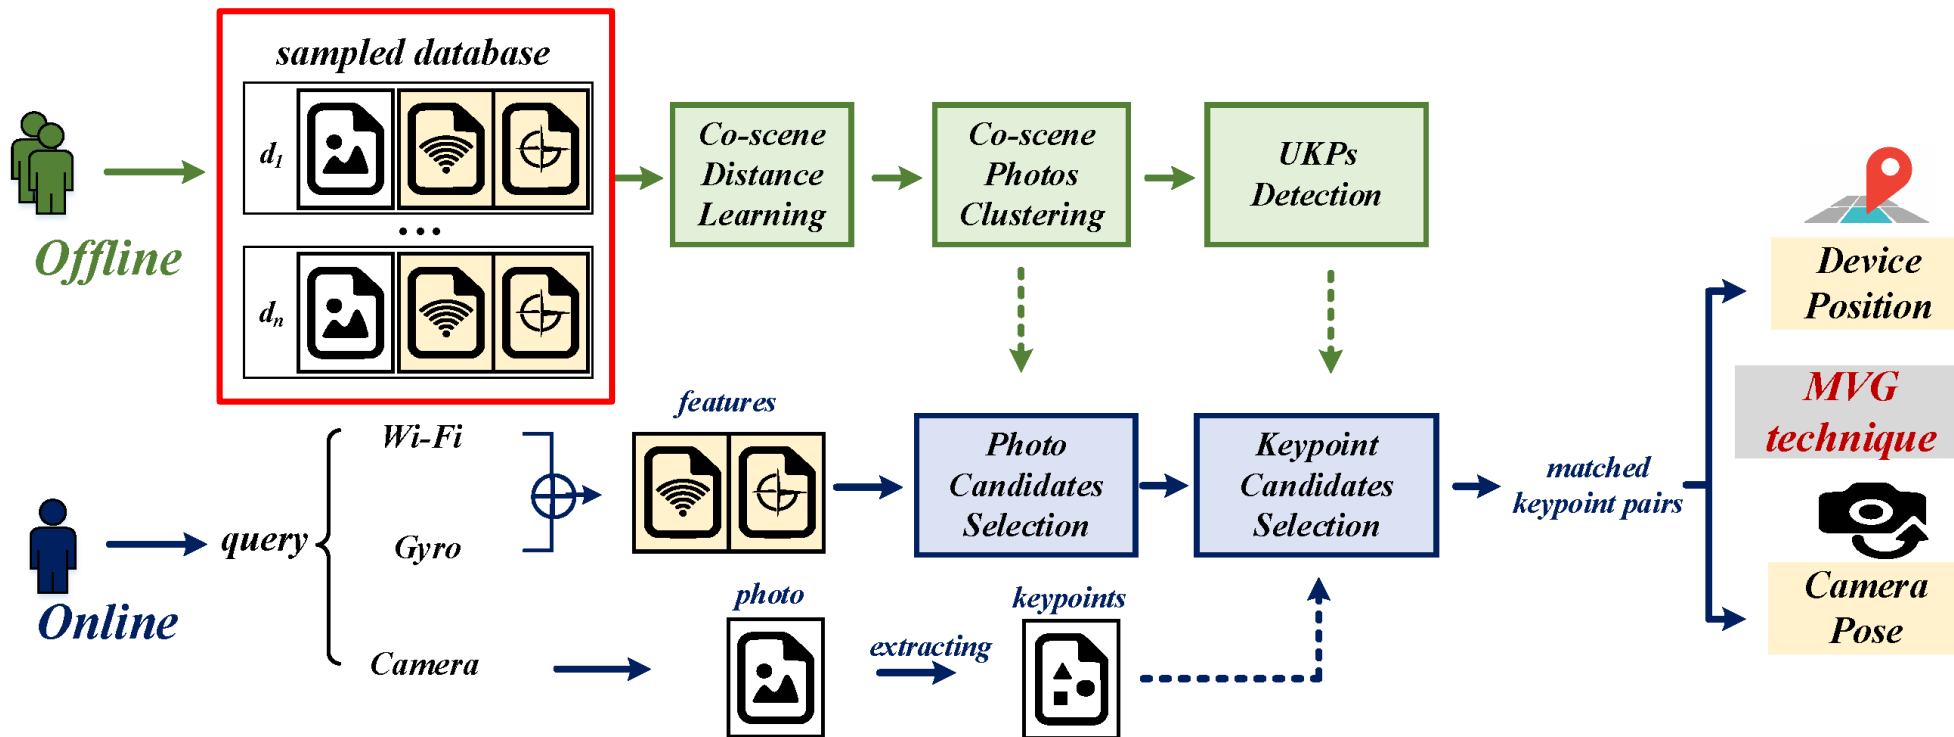 sampled database
d1
...
dn
Offline
Co-scene
Distance
Learning
Co-scene
Photos
Clustering
UKPs
Detection
Device
Position
MVG
technique
Camera
Pose
Online
query
Wi-Fi
Gyro
Camera
features
photo
extracting
keypoints
Photo
Candidates
Selection
Keypoint
Candidates
Selection
matched
keypoint pairs